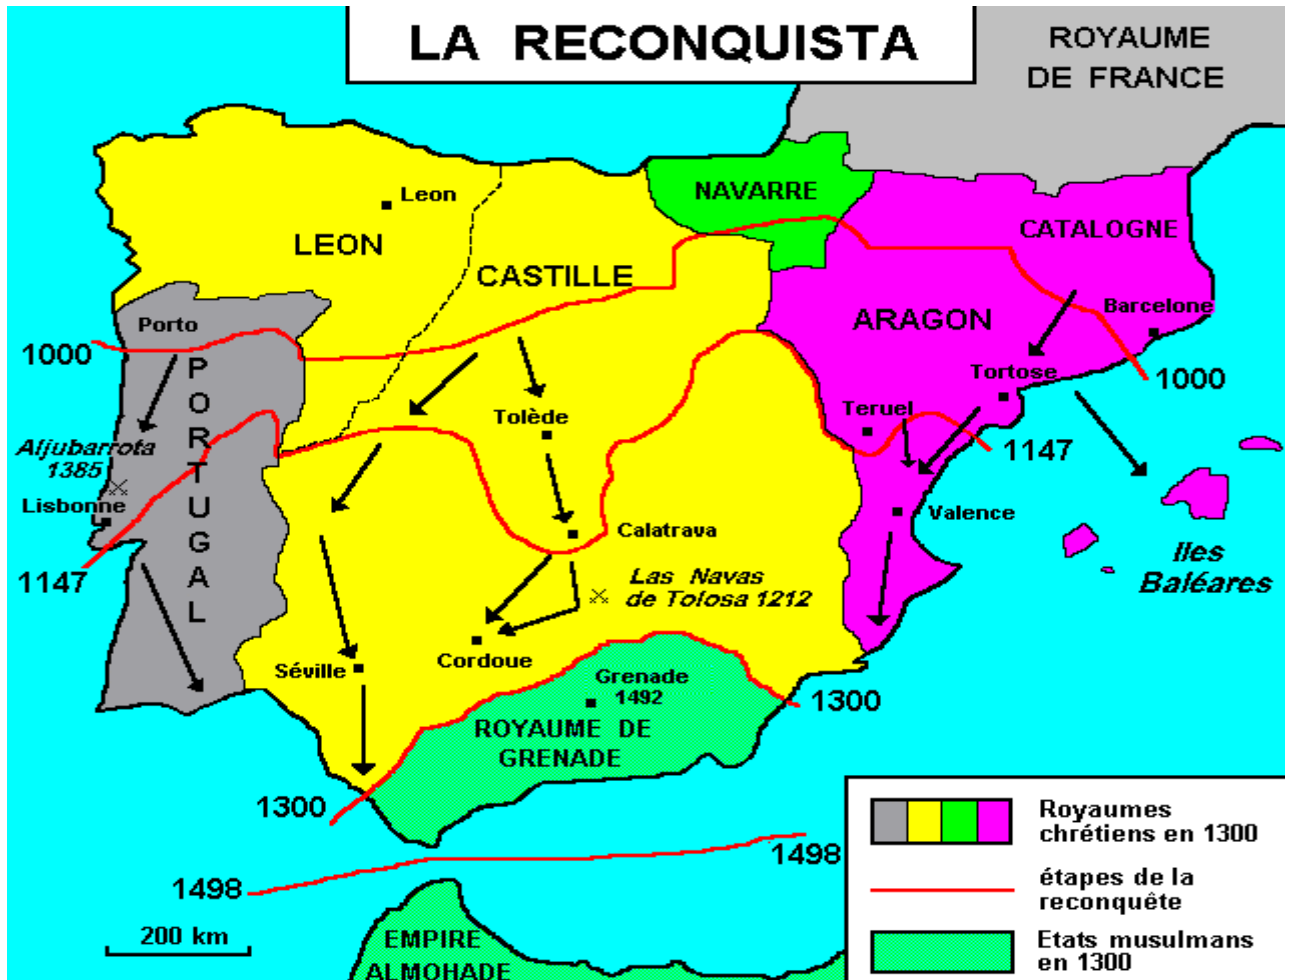 LA RECONQUISTA
ROYAUME
DE FRANCE
Leon
NAVARRE
LEON
CATALOGNE
CASTILLE
Porto
ARAGON
Barcelone
1000
1000
PORTUGAL
Tortose
Tolède
Teruel
Aljubarrota
1385
1147
Lisbonne
Valence
Calatrava
1147
Iles
Baléares
Las Navas
de Tolosa 1212
Séville
Cordoue
Grenade
1492
1300
ROYAUME DE
GRENADE
1300
1498
1498
200 km
EMPIRE
ALMOHADE
Royaumes
chrétiens en 1300
étapes de la
reconquête
Etats musulmans
en 1300